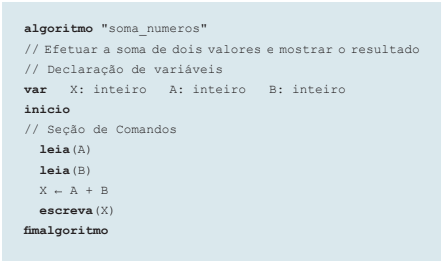 algoritmo "soma_numeros"
// Efetuar a soma de dois valores e mostrar o resultado
// Declaração de variáveis
var X: inteiro A: inteiro B: inteiro
inicio
// Seção de Comandos
leia(A)
leia(B)
X ← A + B
escreva(X)
fimalgoritmo